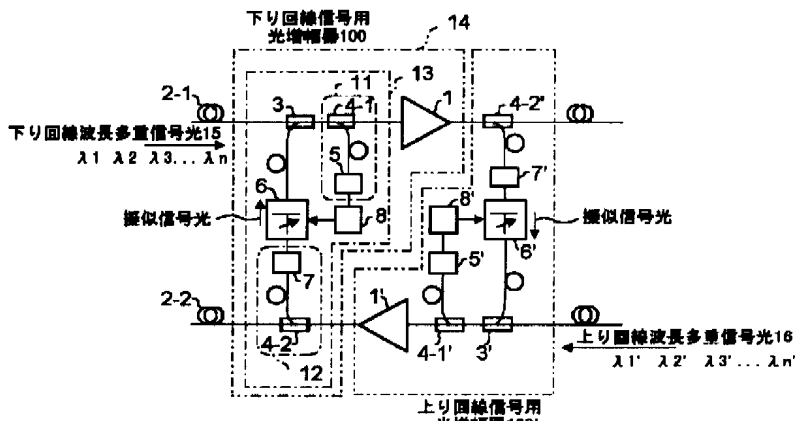 下り回線信号用
光増幅器100
14
11
13
2-1
3
4-1
1
4-2'
下り回線波長多重信号光15
λ1 λ2 λ3...λn
5
7'
6
8
8'
擬似信号光
擬似信号光
6'
7
5'
2-2
1'
4-2
4-1'
3'
12
上り回線波長多重信号光16
λ1' λ2' λ3'...λn'
上り回線信号用